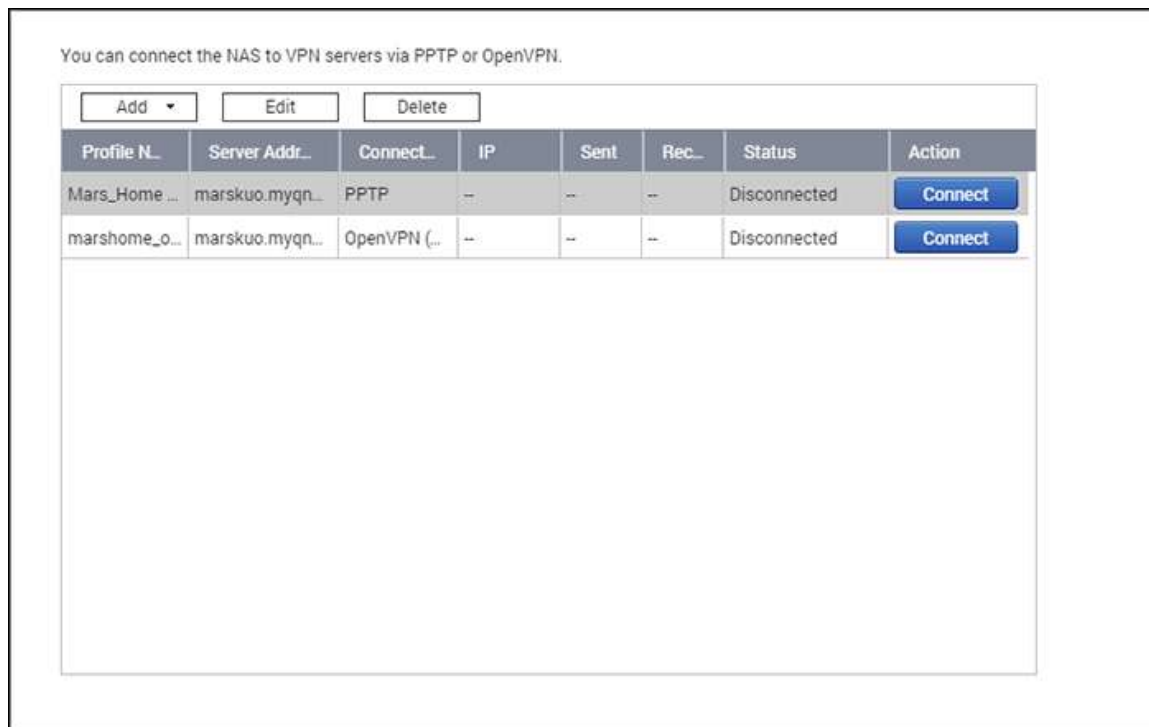 You can connect the NAS to VPN servers via PPTP or OpenVPN.
Add Edit Delete
Profile N... Server Addr... Connect... IP Sent Rec... Status Action
Mars_Home ... marskuo.myqn... PPTP -- -- -- Disconnected Connect
marshome_o... marskuo.myqn... OpenVPN (... -- -- -- Disconnected Connect